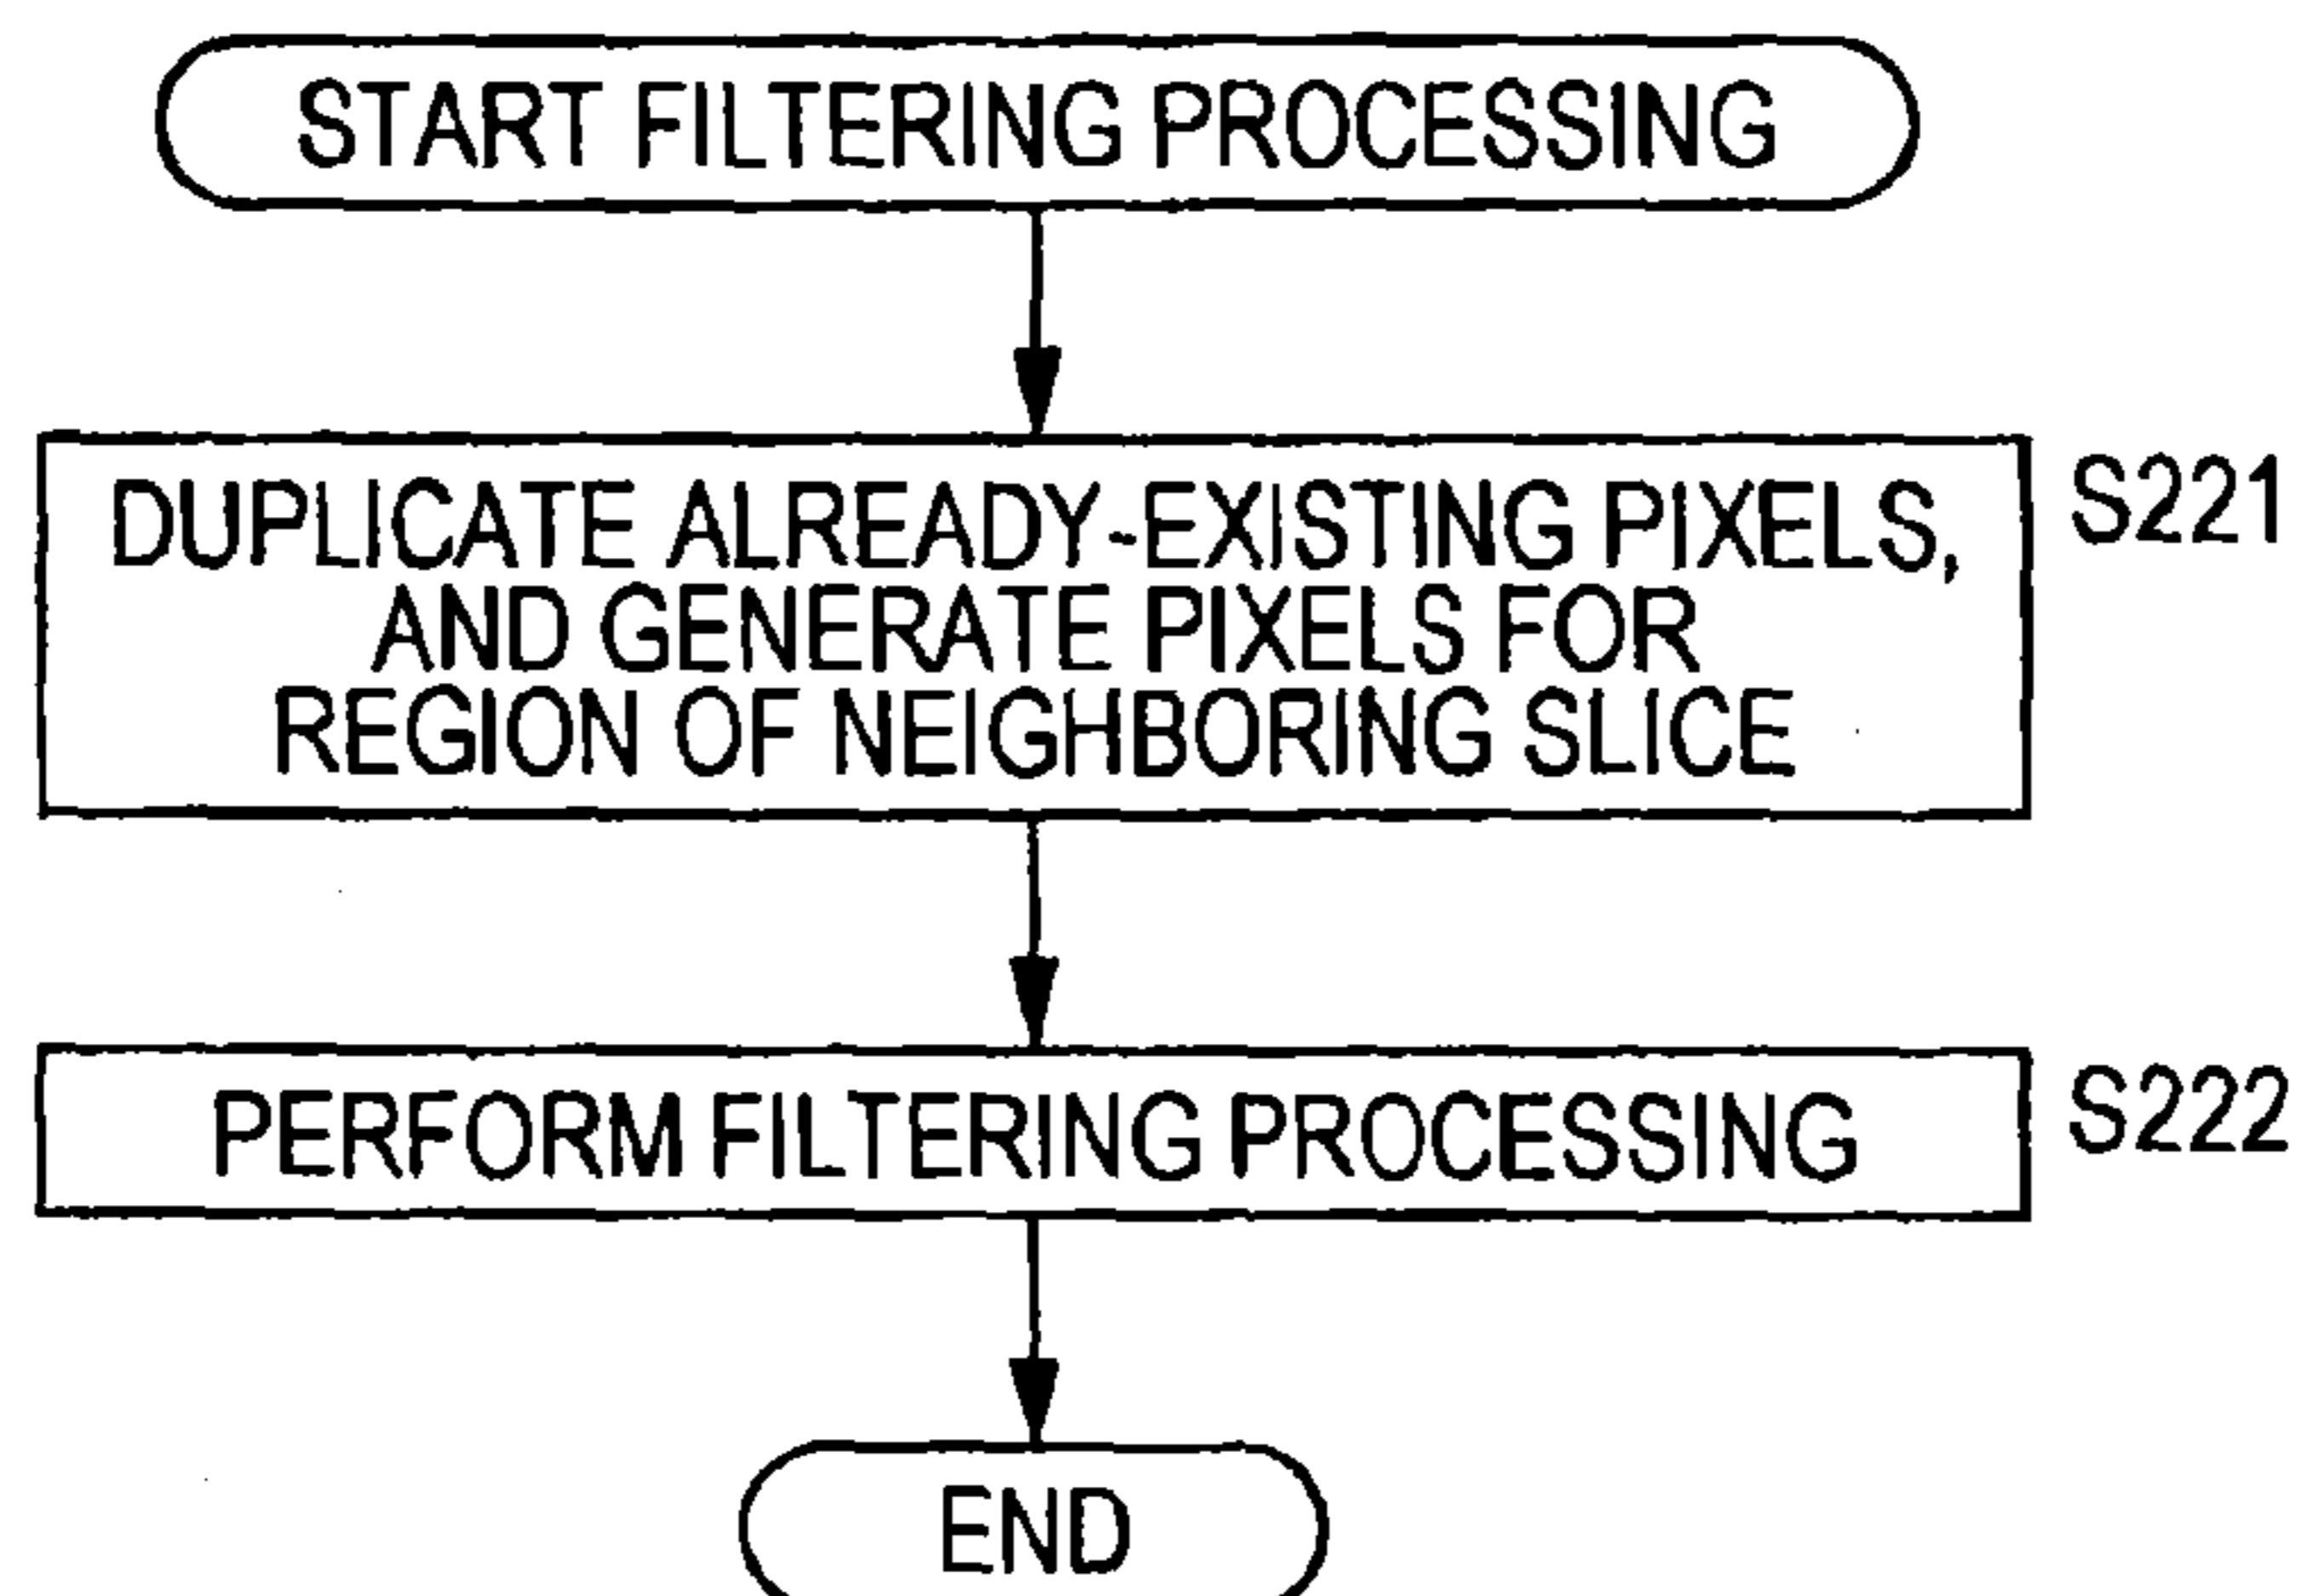 START FILTERING PROCESSING
DUPLICATE ALREADY-EXISTING PIXELS,
AND GENERATE PIXELS FOR
REGION OF NEIGHBORING SLICE
S221
PERFORM FILTERING PROCESSING
S222
END